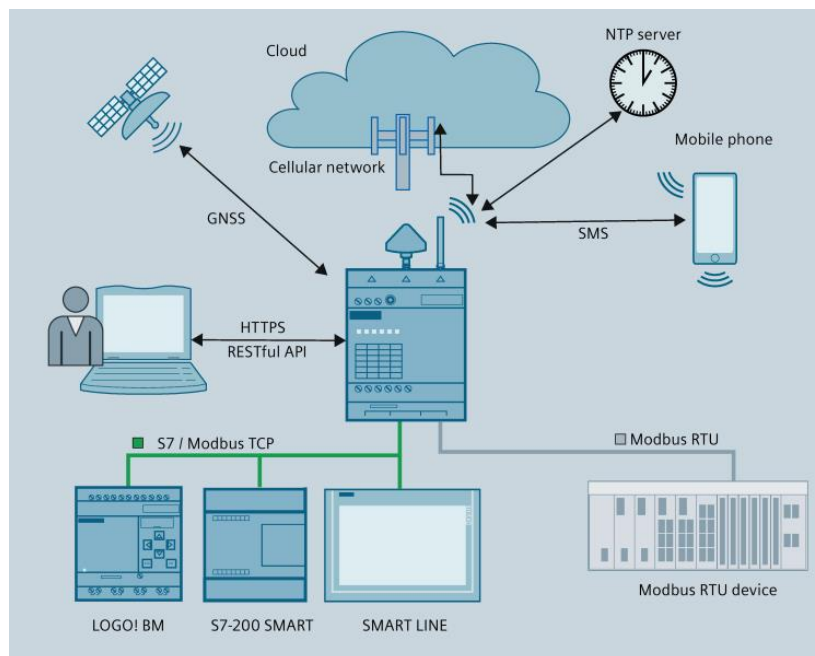 NTP server
Cloud
Mobile phone
Cellular network
GNSS
SMS
HTTPS
RESTful API
S7 / Modbus TCP
Modbus RTU
LOGO! BM
S7-200 SMART
SMART LINE
Modbus RTU device